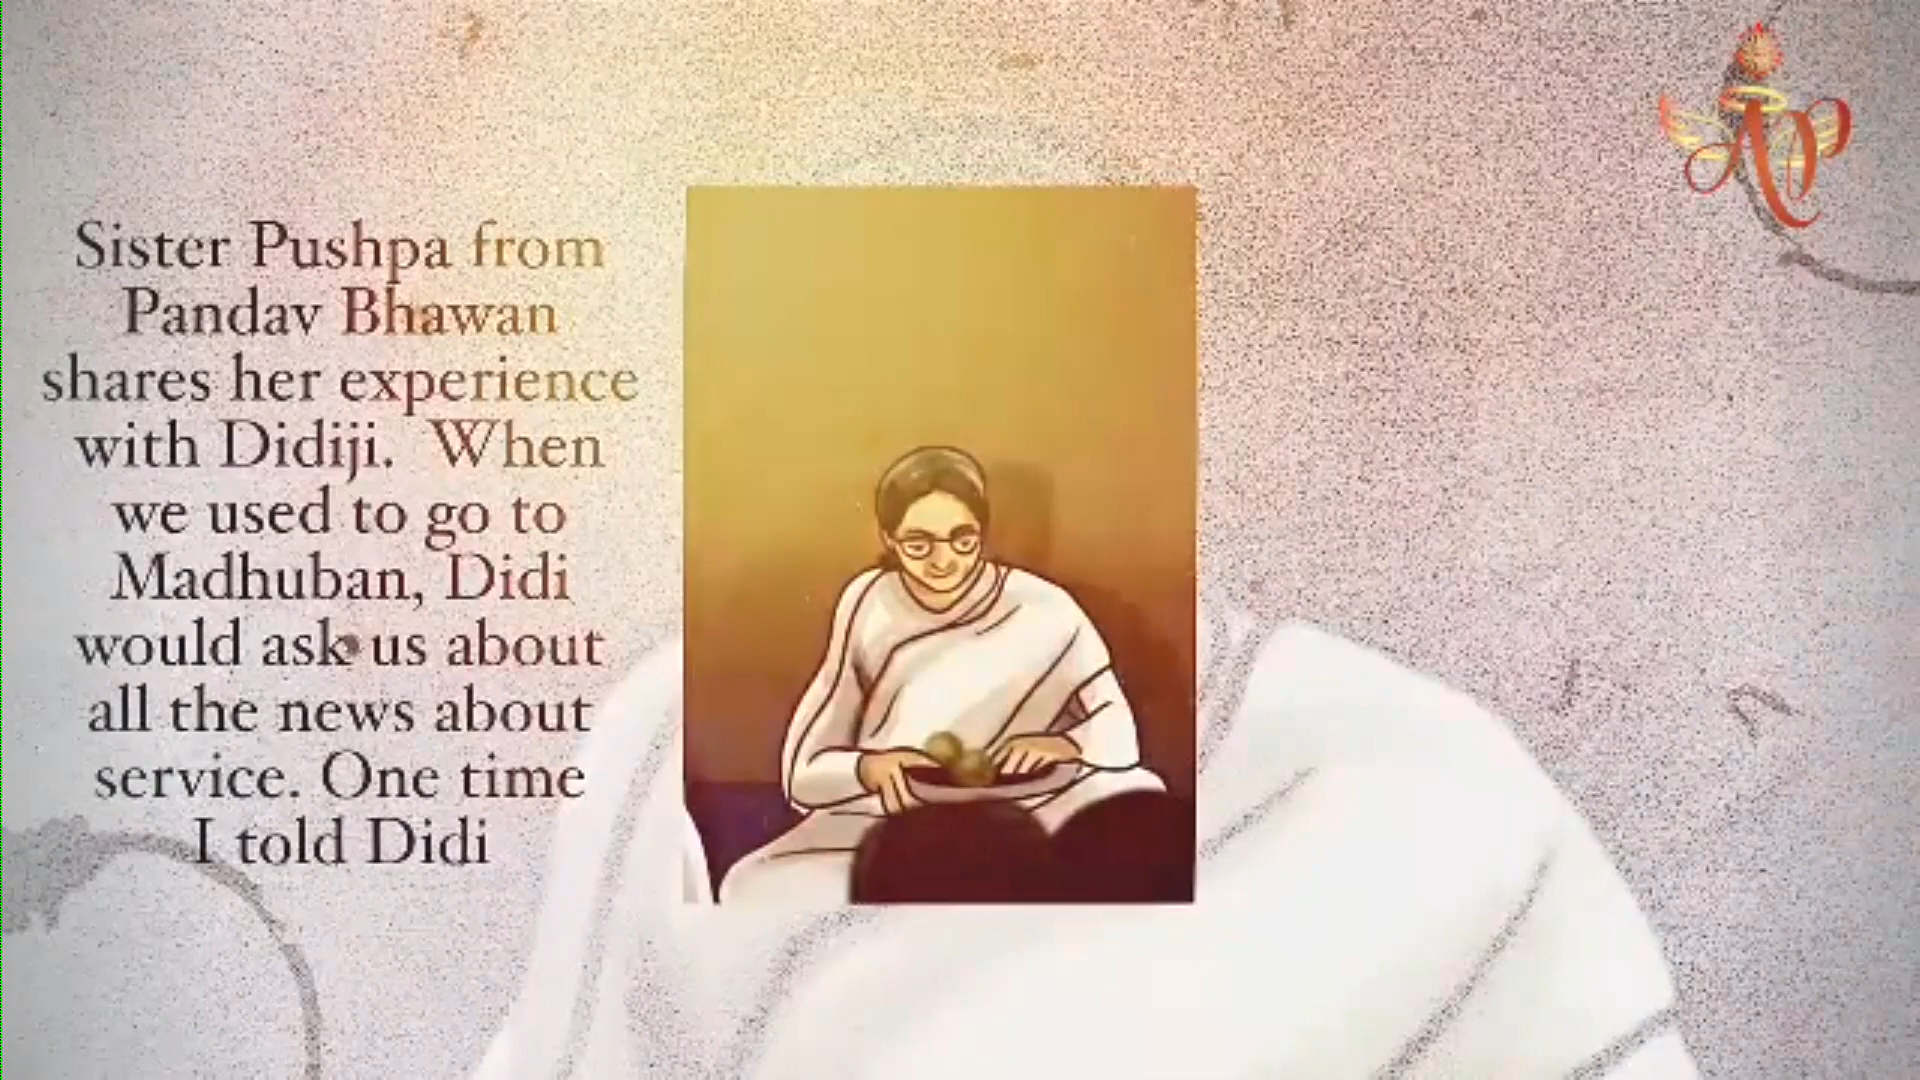 Sister Pushpa from
Pandav Bhawan
shares her experience
with Didiji.  When
we used to go to
Madhuban, Didi
would ask us about
all the news about
service. One time
I told Didi
AP